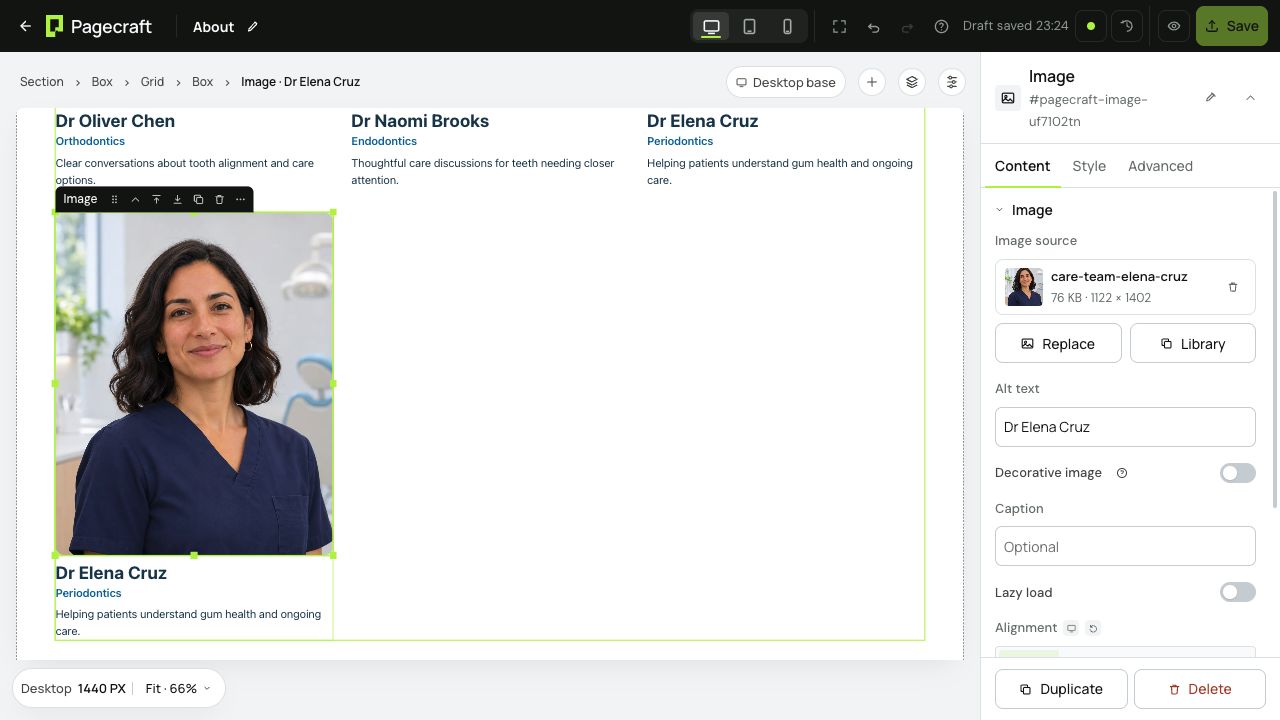 Pagecraft
About
Draft saved 23:24
Save
Section > Box > Grid > Box > Image · Dr Elena Cruz
Desktop base
Dr Oliver Chen
Orthodontics
Clear conversations about tooth alignment and care
options.
Dr Naomi Brooks
Endodontics
Thoughtful care discussions for teeth needing closer
attention.
Dr Elena Cruz
Periodontics
Helping patients understand gum health and ongoing
care.
Image
Dr Elena Cruz
Periodontics
Helping patients understand gum health and ongoing
care.
Desktop 1440 PX
Fit · 66%
Image
#pagecraft-image-
uf7102tn
Content
Style
Advanced
Image
Image source
care-team-elena-cruz
76 KB · 1122 × 1402
Replace
Library
Alt text
Dr Elena Cruz
Decorative image
Caption
Optional
Lazy load
Alignment
Duplicate
Delete